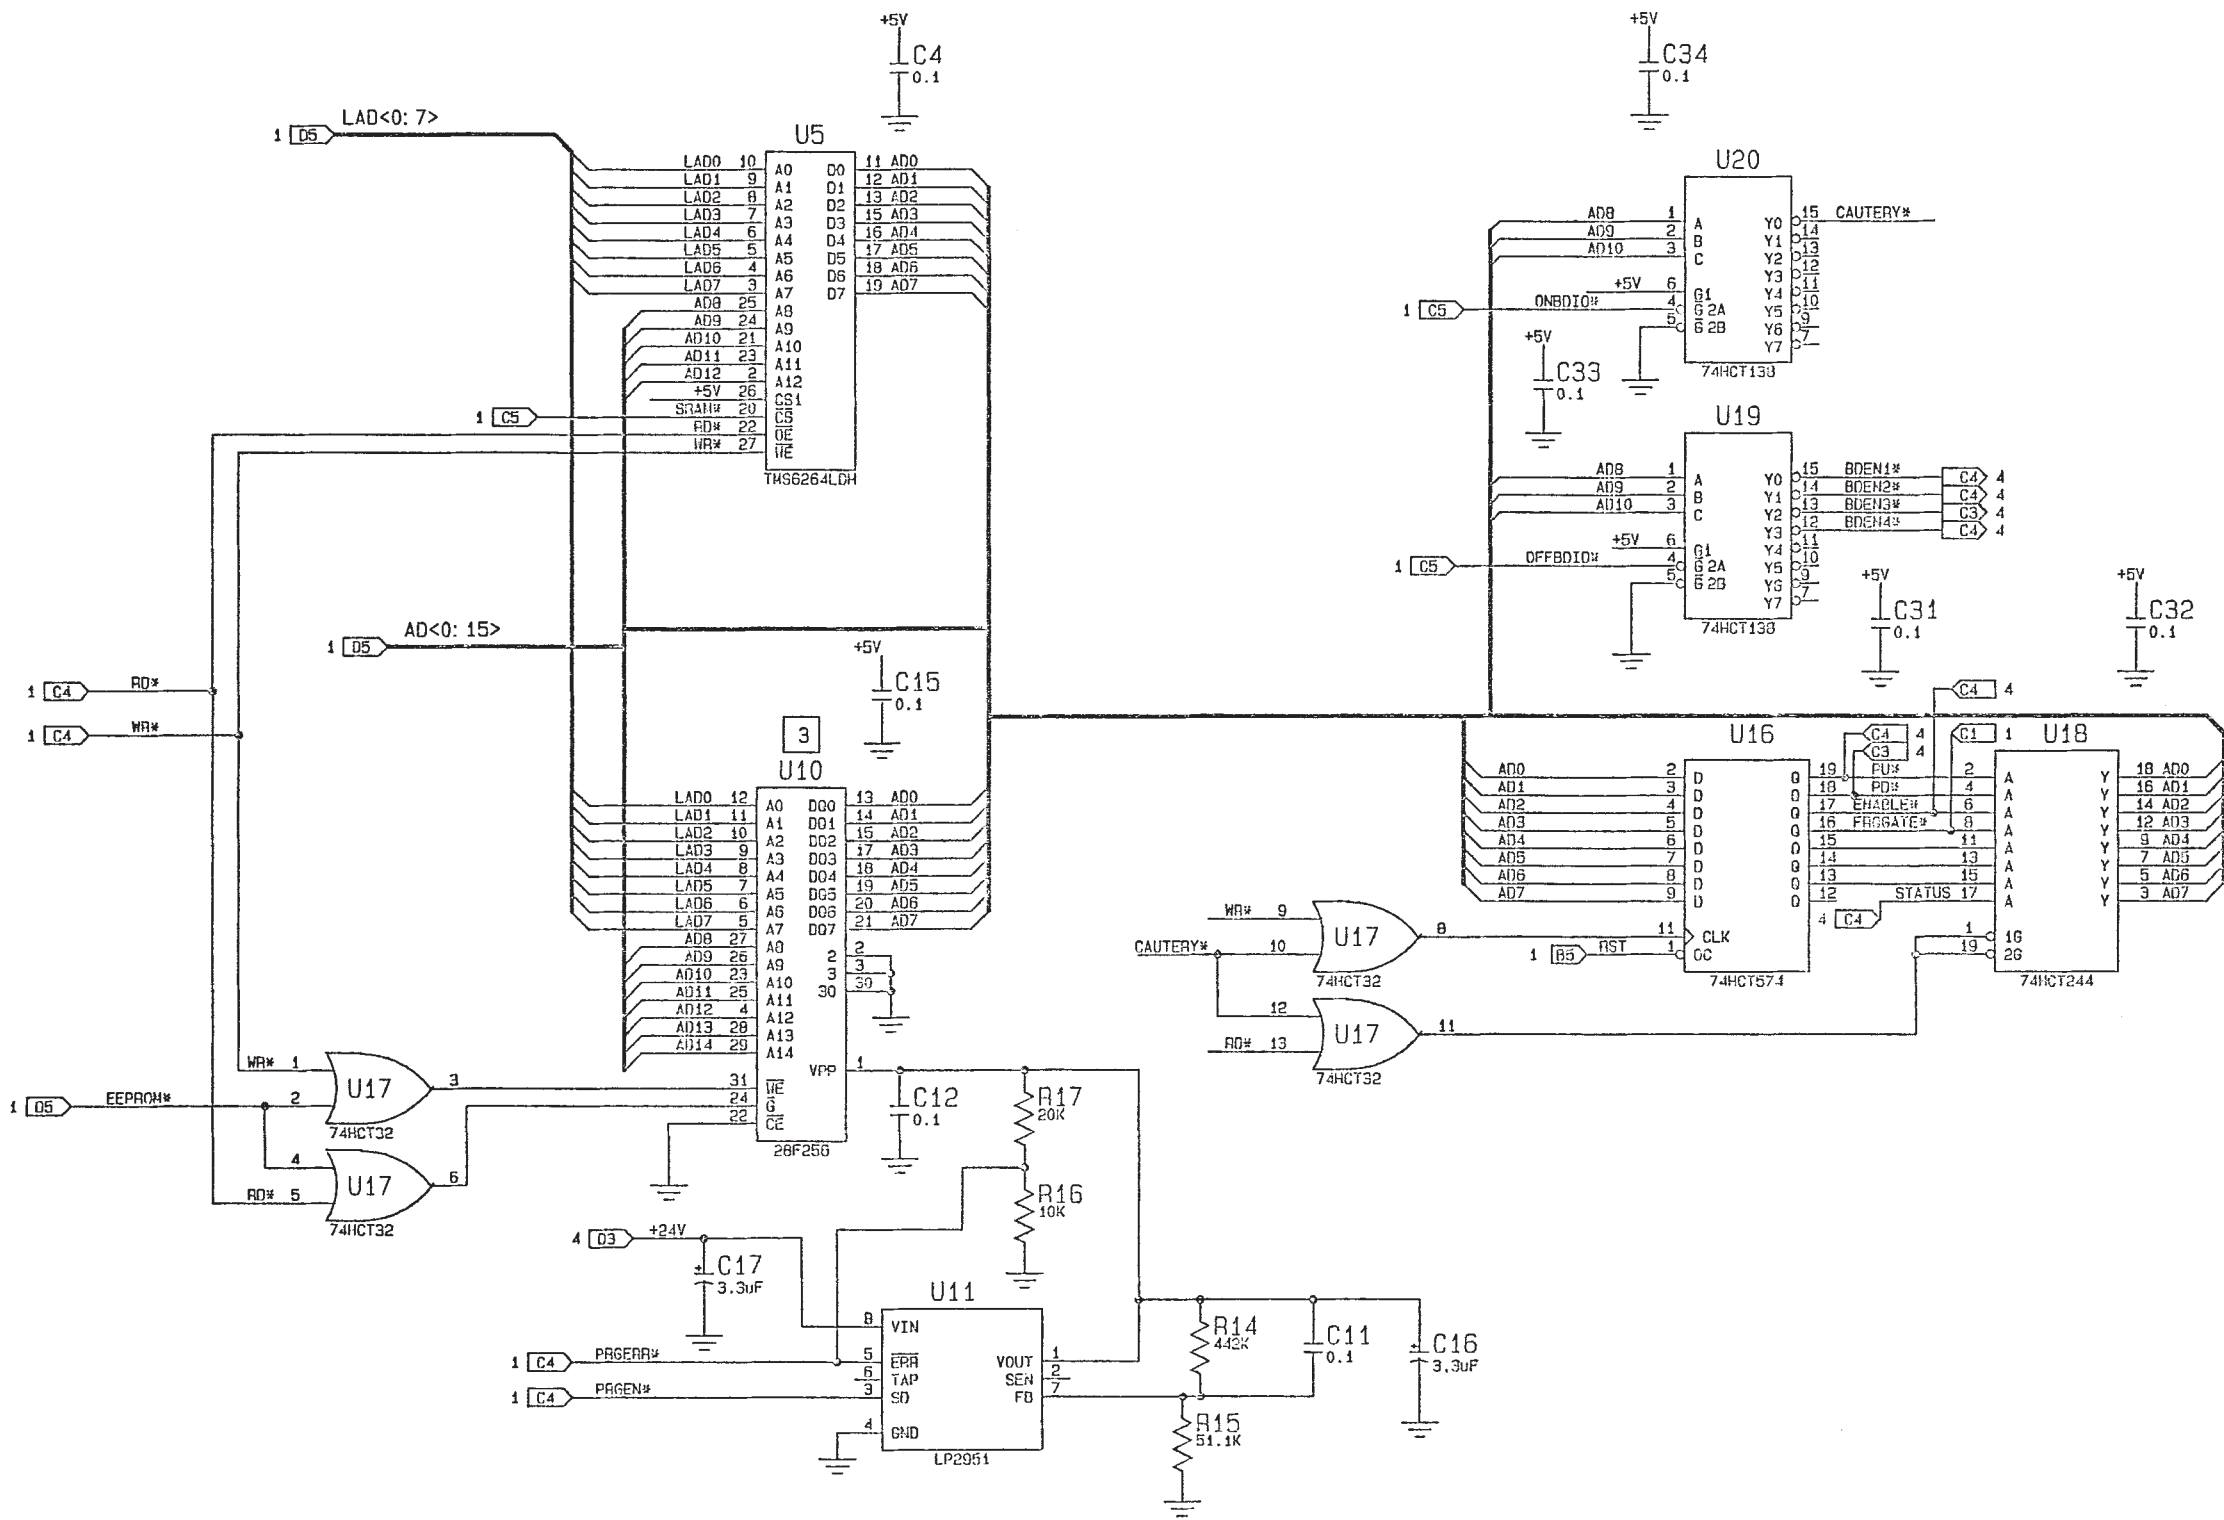 +5V
C4
0.1
+5V
C34
0.1
LAD<0:7>
1 D5
U5
LAD0 10 A0 D0 11 AD0
LAD1 9 A1 D1 12 AD1
LAD2 8 A2 D2 13 AD2
LAD3 7 A3 D3 15 AD3
LAD4 6 A4 D4 16 AD4
LAD5 5 A5 D5 17 AD5
LAD6 4 A6 D6 18 AD6
LAD7 3 A7 D7 19 AD7
AD8 25 A8
AD9 24 A9
AD10 21 A10
AD11 23 A11
AD12 2 A12
+5V 26 CS1
1 C5 SRAM* 20 CS
RD* 22 OE
WR* 27 WE
TMS6264LDH
U20
AD8 1 A Y0 15 CAUTERY*
AD9 2 B Y1 14
AD10 3 C Y2 13
Y3 12
+5V 6 G1 Y4 11
1 C5 ONBDIO* 4 G2A Y5 10
5 G2B Y6 9
Y7 7
74HCT138
+5V
C33
0.1
U19
AD8 1 A Y0 15 BDEN1* C4 4
AD9 2 B Y1 14 BDEN2* C4 4
AD10 3 C Y2 13 BDEN3* C3 4
Y3 12 BDEN4* C4 4
+5V 6 G1 Y4 11
1 C5 OFFBDIO* 4 G2A Y5 10
5 G2B Y6 9
Y7 7
74HCT138
+5V
C31
0.1
+5V
C32
0.1
AD<0:15>
1 D5
+5V
C15
0.1
1 C4 RD*
1 C4 WR*
3
U10
LAD0 12 A0 DQ0 13 AD0
LAD1 11 A1 DQ1 14 AD1
LAD2 10 A2 DQ2 15 AD2
LAD3 9 A3 DQ3 17 AD3
LAD4 8 A4 DQ4 18 AD4
LAD5 7 A5 DQ5 19 AD5
LAD6 6 A6 DQ6 20 AD6
LAD7 5 A7 DQ7 21 AD7
AD8 27 A8 2 2
AD9 26 A9 3 3
AD10 23 A10 30 30
AD11 25 A11
AD12 4 A12
AD13 28 A13
AD14 29 A14
VPP 1
31 WE
24 G
22 CE
28F256
C4 4
C4 4
C3 4
C1 1
U16
U18
AD0 2 D Q 19 PU* 2 A Y 18 AD0
AD1 3 D Q 18 PD* 4 A Y 16 AD1
AD2 4 D Q 17 ENABLE* 6 A Y 14 AD2
AD3 5 D Q 16 FRGGATE* 8 A Y 12 AD3
AD4 6 D Q 15 11 A Y 9 AD4
AD5 7 D Q 14 13 A Y 7 AD5
AD6 8 D Q 13 15 A Y 5 AD6
AD7 9 D Q 12 STATUS 17 A Y 3 AD7
4 C4
11 CLK
1 B5 RST 1 OC
74HCT574
1 1G
19 2G
74HCT244
WR* 9
CAUTERY* 10
U17 8
74HCT32
12
RD* 13
U17 11
74HCT32
WR* 1
1 D5 EEPROM* 2
U17 3
74HCT32
4
RD* 5
U17 6
74HCT32
C12
0.1
R17
20K
R16
10K
4 D3 +24V
C17
3.3uF
U11
8 VIN
1 C4 PRGERR* 5 ERR
6 TAP
1 C4 PRGEN* 3 SD
4 GND
VOUT 1
SEN 2
FB 7
LP2951
R14
442K
C11
0.1
C16
3.3uF
R15
51.1K